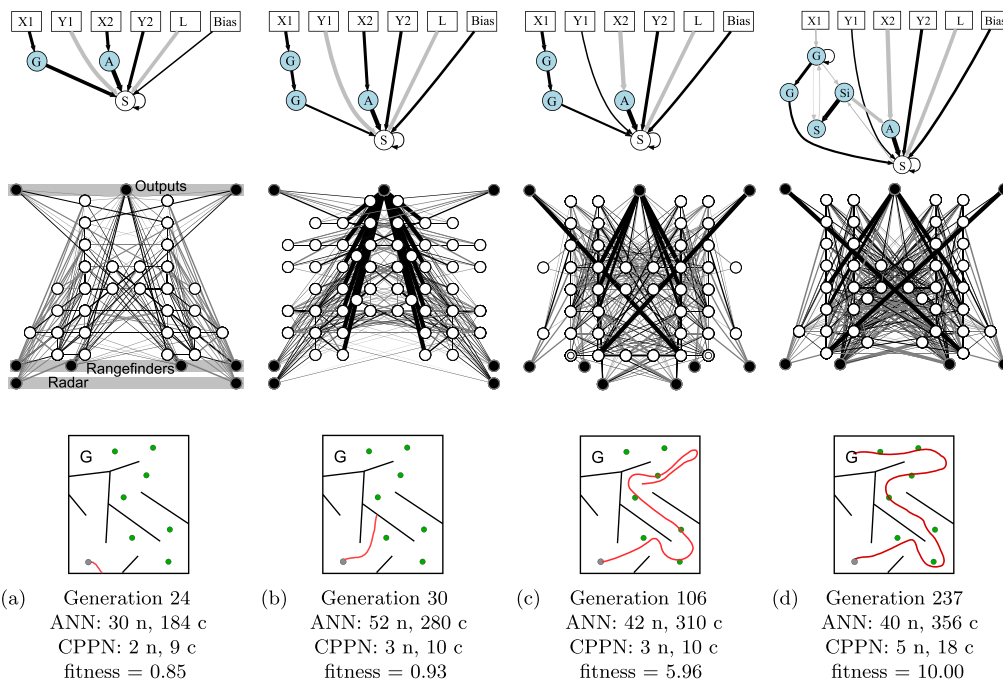 X1 Y1 X2 Y2 L Bias
G A
S
X1 Y1 X2 Y2 L Bias
G
G A
S
X1 Y1 X2 Y2 L Bias
G
G A
S
X1 Y1 X2 Y2 L Bias
G
G Si
S A
S
Outputs
Rangefinders
Radar
G
G
G
G
(a) Generation 24
ANN: 30 n, 184 c
CPPN: 2 n, 9 c
fitness = 0.85
(b) Generation 30
ANN: 52 n, 280 c
CPPN: 3 n, 10 c
fitness = 0.93
(c) Generation 106
ANN: 42 n, 310 c
CPPN: 3 n, 10 c
fitness = 5.96
(d) Generation 237
ANN: 40 n, 356 c
CPPN: 5 n, 18 c
fitness = 10.00